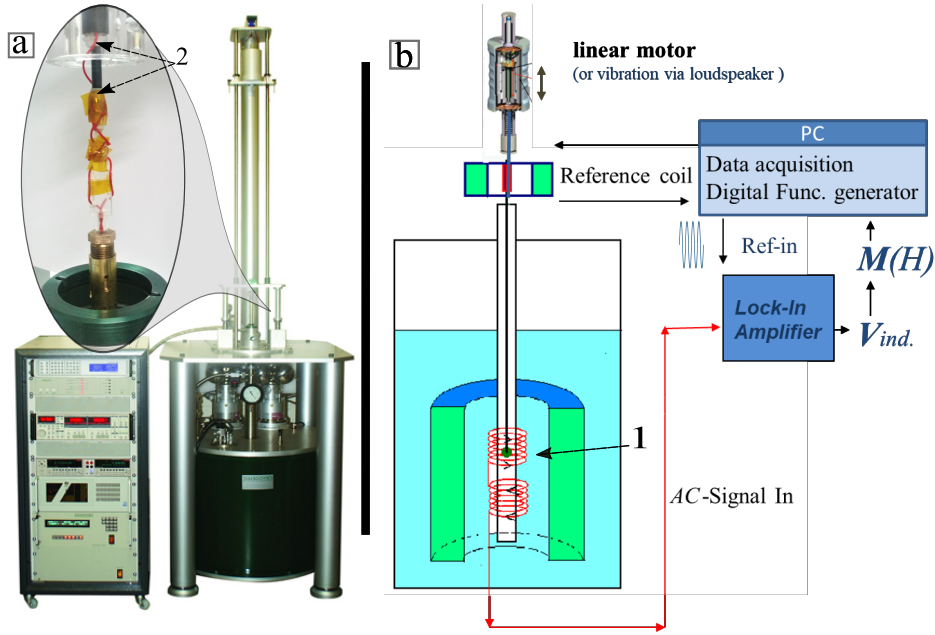 a
2
b
linear motor
(or vibration via loudspeaker )
PC
Data acquisition
Digital Func. generator
Reference coil
Ref-in
M(H)
Lock-In
Amplifier
Vind.
1
AC-Signal In